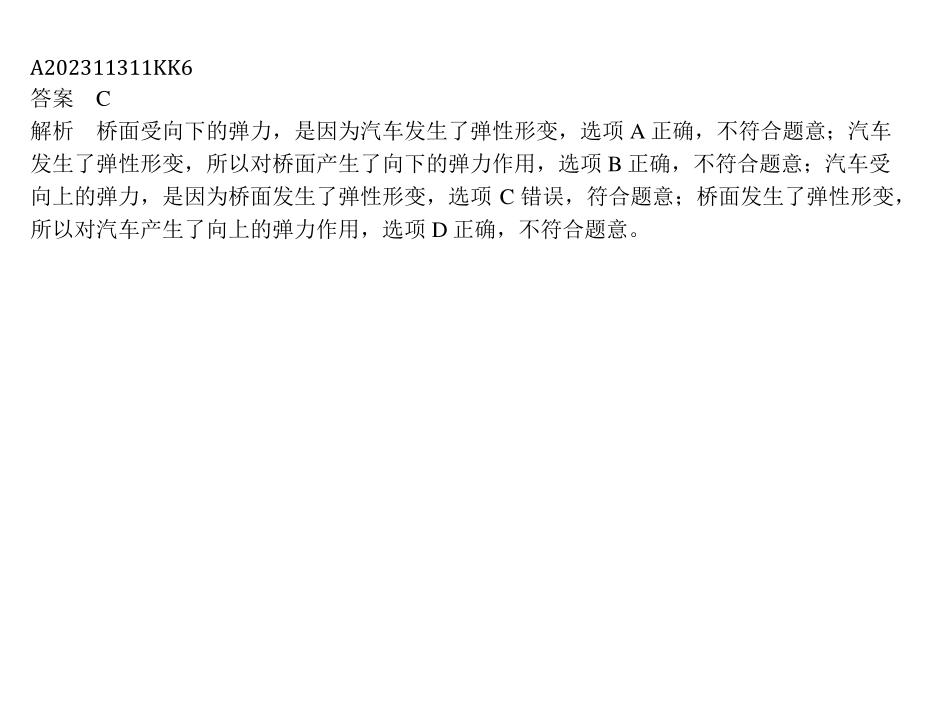 A202311311KK6
答案　C
解析　桥面受向下的弹力，是因为汽车发生了弹性形变，选项 A 正确，不符合题意；汽车
发生了弹性形变，所以对桥面产生了向下的弹力作用，选项 B 正确，不符合题意；汽车受
向上的弹力，是因为桥面发生了弹性形变，选项 C 错误，符合题意；桥面发生了弹性形变，
所以对汽车产生了向上的弹力作用，选项 D 正确，不符合题意。